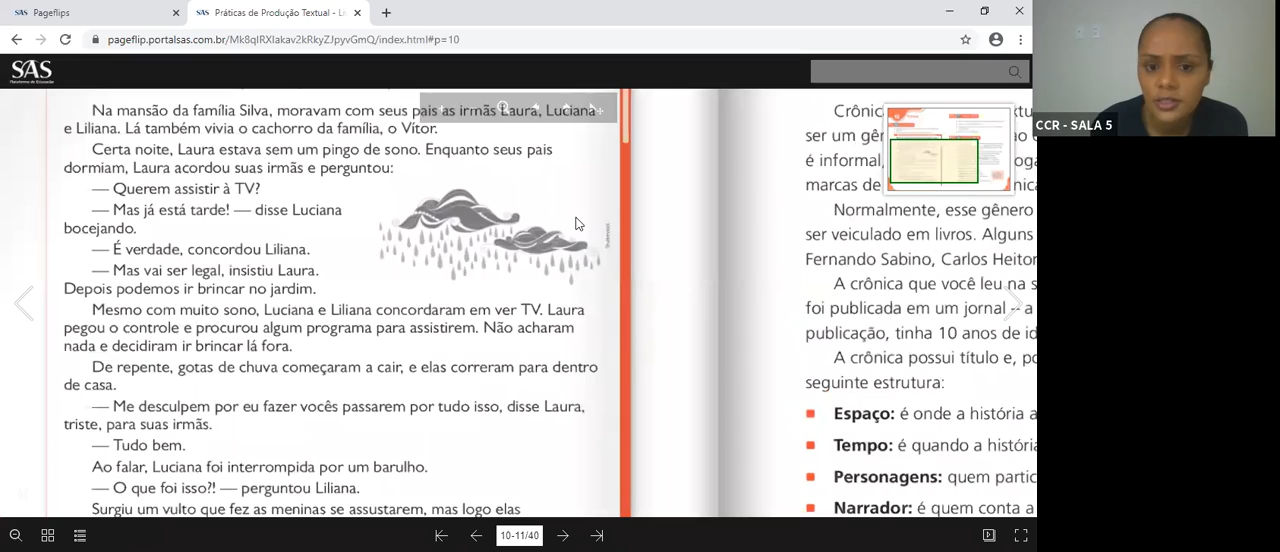 SAS Pageflips
SAS Práticas de Produção Textual - Li
pageflip.portalsas.com.br/Mk8qIRXIakav2kRkyZJpyvGmQ/index.html#p=10
SAS
Plataforma de Educação
Na mansão da família Silva, moravam com seus pais as irmãs Laura, Luciana
e Liliana. Lá também vivia o cachorro da família, o Vítor.
Certa noite, Laura estava sem um pingo de sono. Enquanto seus pais
dormiam, Laura acordou suas irmãs e perguntou:
— Querem assistir à TV?
— Mas já está tarde! — disse Luciana
bocejando.
— É verdade, concordou Liliana.
— Mas vai ser legal, insistiu Laura.
Depois podemos ir brincar no jardim.
Mesmo com muito sono, Luciana e Liliana concordaram em ver TV. Laura
pegou o controle e procurou algum programa para assistirem. Não acharam
nada e decidiram ir brincar lá fora.
De repente, gotas de chuva começaram a cair, e elas correram para dentro
de casa.
— Me desculpem por eu fazer vocês passarem por tudo isso, disse Laura,
triste, para suas irmãs.
— Tudo bem.
Ao falar, Luciana foi interrompida por um barulho.
— O que foi isso?! — perguntou Liliana.
Surgiu um vulto que fez as meninas se assustarem, mas logo elas
Crônica
ser um gên
é informal,
marcas de
Normalmente, esse gênero
ser veiculado em livros. Alguns
Fernando Sabino, Carlos Heitor
A crônica que você leu na s
foi publicada em um jornal -- a
publicação, tinha 10 anos de id
A crônica possui título e, po
seguinte estrutura:
Espaço: é onde a história a
Tempo: é quando a história
Personagens: quem partic
Narrador: é quem conta a
10-11/40
CCR - SALA 5